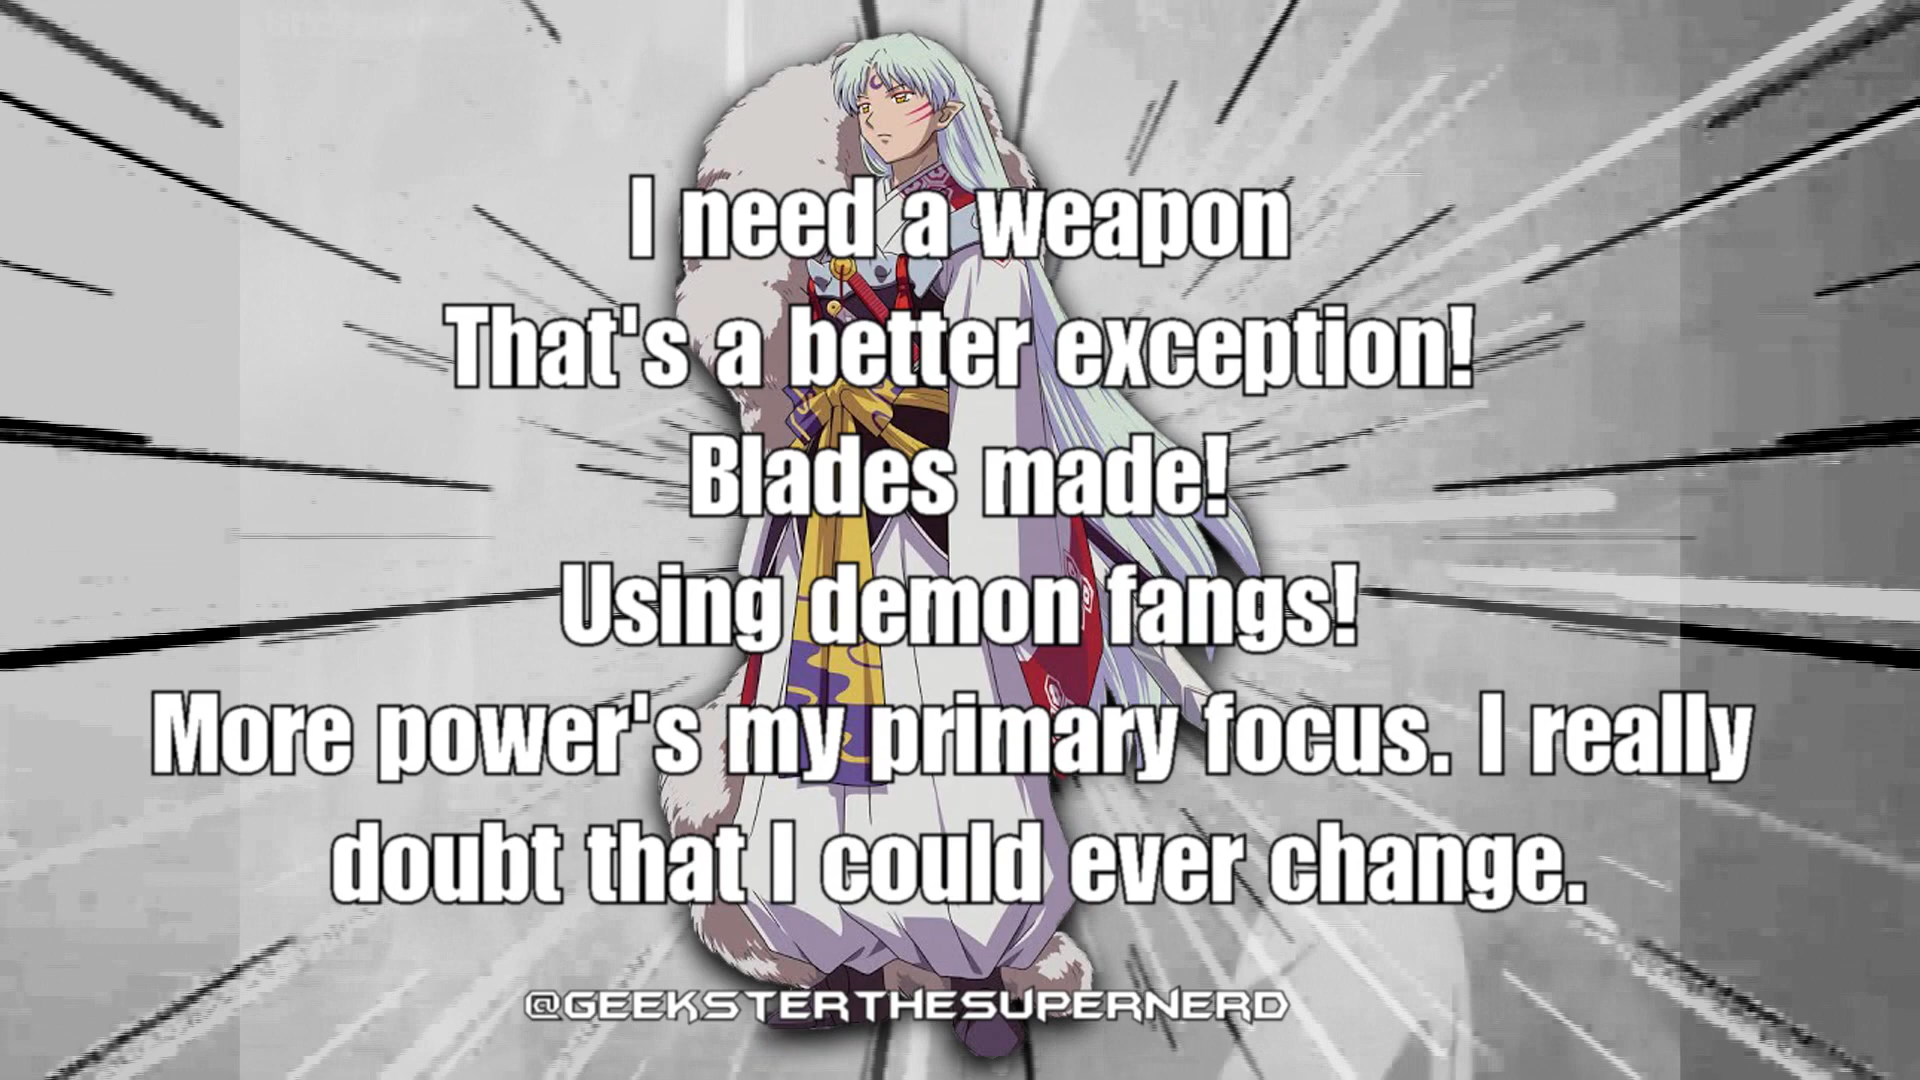 I need a weapon
That's a better exception!
Blades made!
Using demon fangs!
More power's my primary focus. I really
doubt that I could ever change.
@GEEKSTERTHESUPERNERD